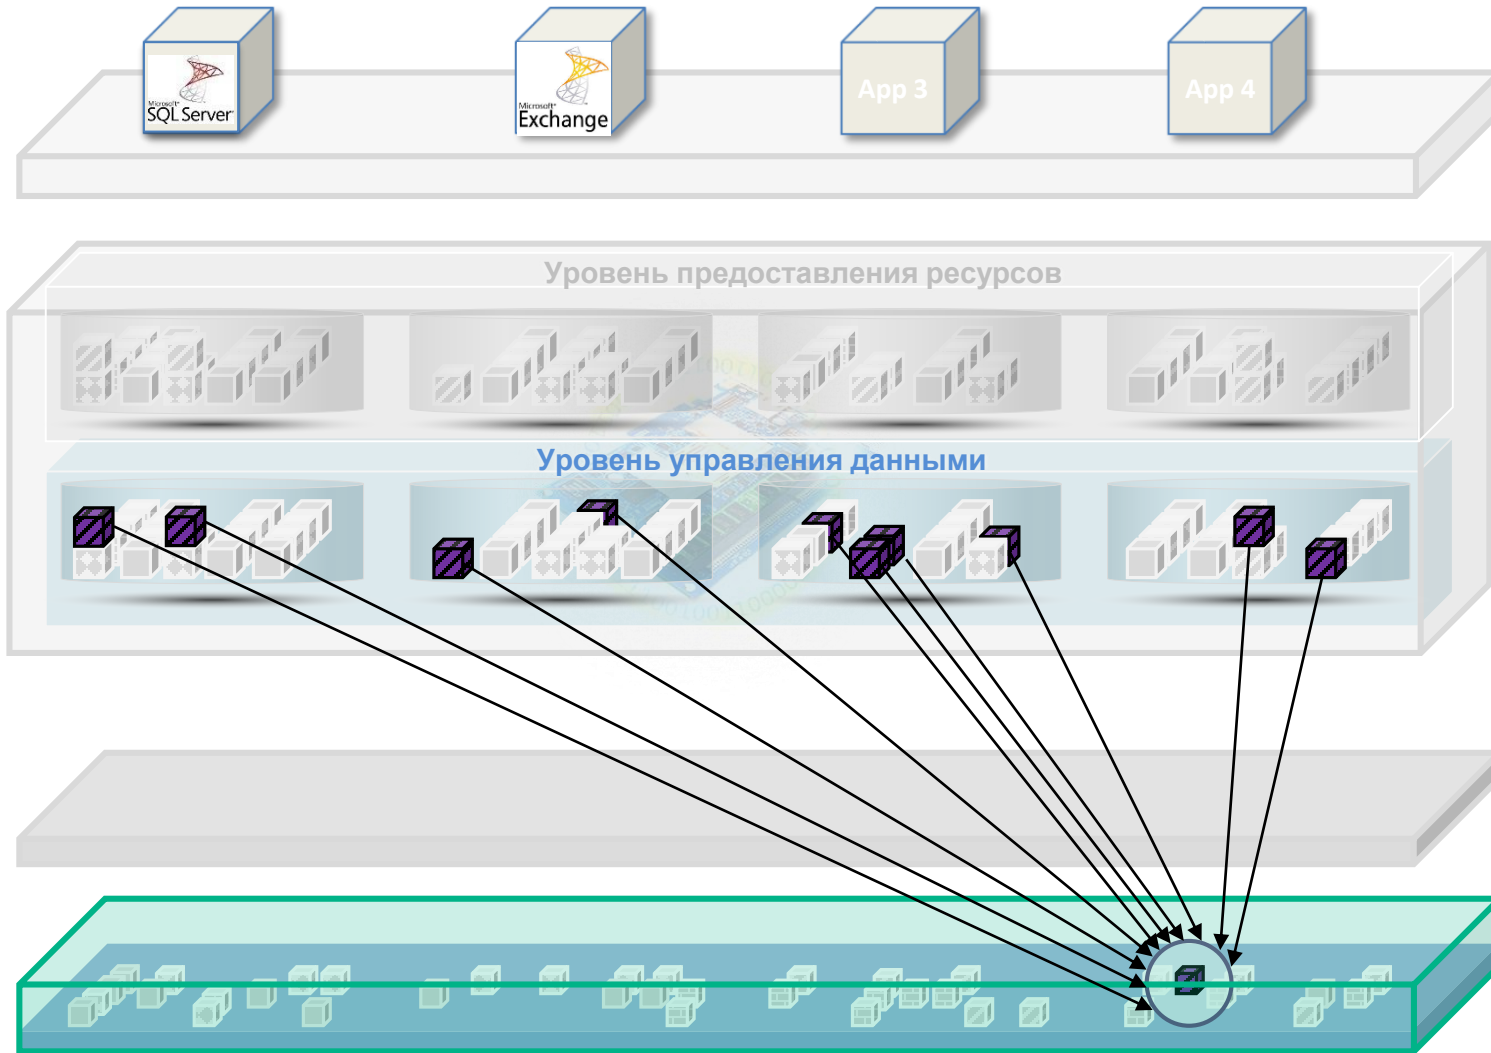 Microsoft®
SQL Server®
Microsoft®
Exchange
App 3
App 4
Уровень предоставления ресурсов
Уровень управления данными